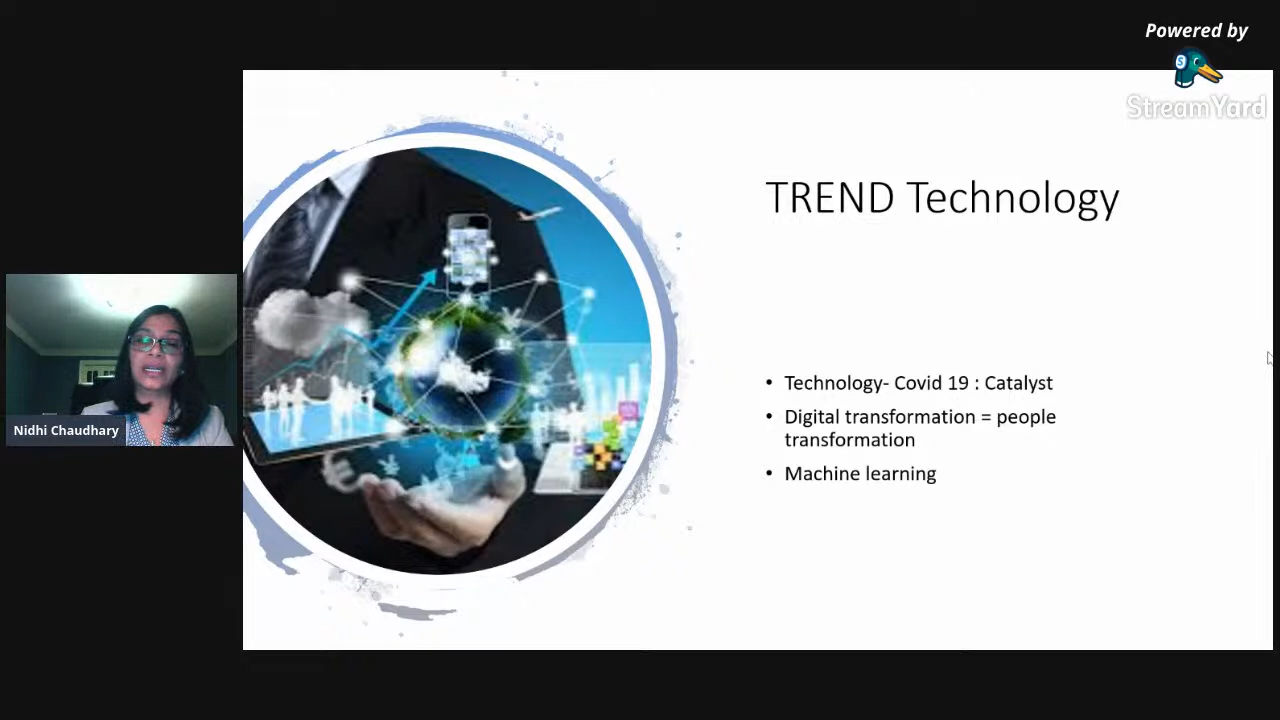 Powered by
StreamYard
TREND Technology
• Technology- Covid 19 : Catalyst
• Digital transformation = people
transformation
• Machine learning
Nidhi Chaudhary